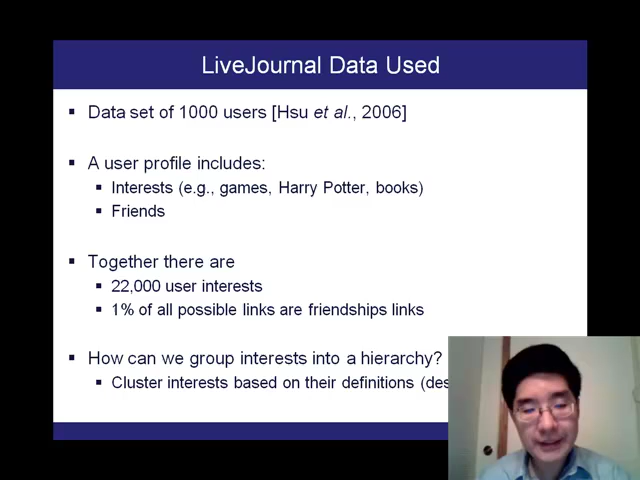 LiveJournal Data Used
Data set of 1000 users [Hsu et al., 2006]
A user profile includes:
Interests (e.g., games, Harry Potter, books)
Friends
Together there are
22,000 user interests
1% of all possible links are friendships links
How can we group interests into a hierarchy?
Cluster interests based on their definitions